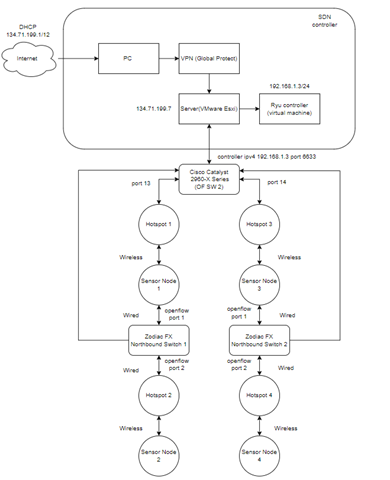 SDN
controller
DHCP
134.71.199.1/12
Internet
PC
VPN (Global Protect)
192.168.1.3/24
134.71.199.7
Server(VMware Esxi)
Ryu controller
(virtual machine)
controller ipv4 192.168.1.3 port 6633
Cisco Catalyst
2960-X Series
(OF SW 2)
port 13
port 14
Hotspot 1
Hotspot 3
Wireless
Wireless
Sensor Node
1
Sensor Node
3
Wired
openflow
port 1
openflow
port 1
Wired
Zodiac FX
Northbound Switch 1
Zodiac FX
Northbound Switch 2
Wired
openflow
port 2
openflow
port 2
Wired
Hotspot 2
Hotspot 4
Wireless
Wireless
Sensor Node
2
Sensor Node
4